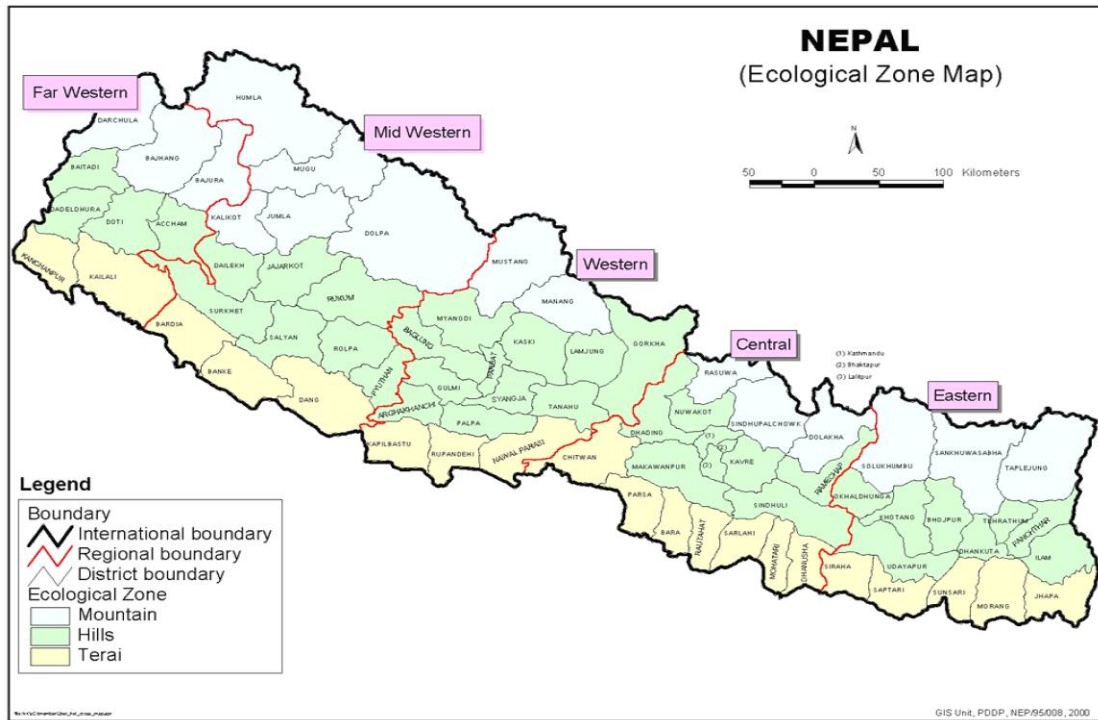 NEPAL
(Ecological Zone Map)
N
50 0 50 100 Kilometers
Far Western
Mid Western
Western
Central
Eastern
(1) Kathmandu
(2) Bhaktapur
(3) Lalitpur
HUMLA
DARCHULA
BAJHANG
BAITADI
MUGU
BAJURA
DADELDHURA
DOTI
ACCHAM
KALIKOT
JUMLA
DOLPA
MUSTANG
KANCHANPUR
KAILALI
DAILEKH
JAJARKOT
RUKUM
MANANG
SURKHET
MYANGDI
BARDIA
SALYAN
ROLPA
BAGLUNG
PARBAT
KASKI
LAMJUNG
GORKHA
BANKE
DANG
PYUTHAN
GULMI
SYANGJA
TANAHU
ARGHAKHANCHI
PALPA
KAPILBASTU
RUPANDEHI
NAWAL PARASI
CHITWAN
RASUWA
NUWAKOT
SINDHUPALCHOWK
DOLAKHA
DHADING
(1)
(2)
(3)
KAVRE
MAKAWANPUR
RAMECHAP
SINDHULI
PARSA
BARA
RAUTAHAT
SARLAHI
MOHATARI
DHANUSHA
SOLUKHUMBU
SANKHUWASABHA
TAPLEJUNG
OKHALDHUNGA
KHOTANG
BHOJPUR
TEHRATHUM
PANCHTHAR
DHANKUTA
ILAM
UDAYAPUR
SIRAHA
SAPTARI
SUNSARI
MORANG
JHAPA
Legend
Boundary
International boundary
Regional boundary
District boundary
Ecological Zone
Mountain
Hills
Terai
GIS Unit, PDDP, NEP/95/008, 2000